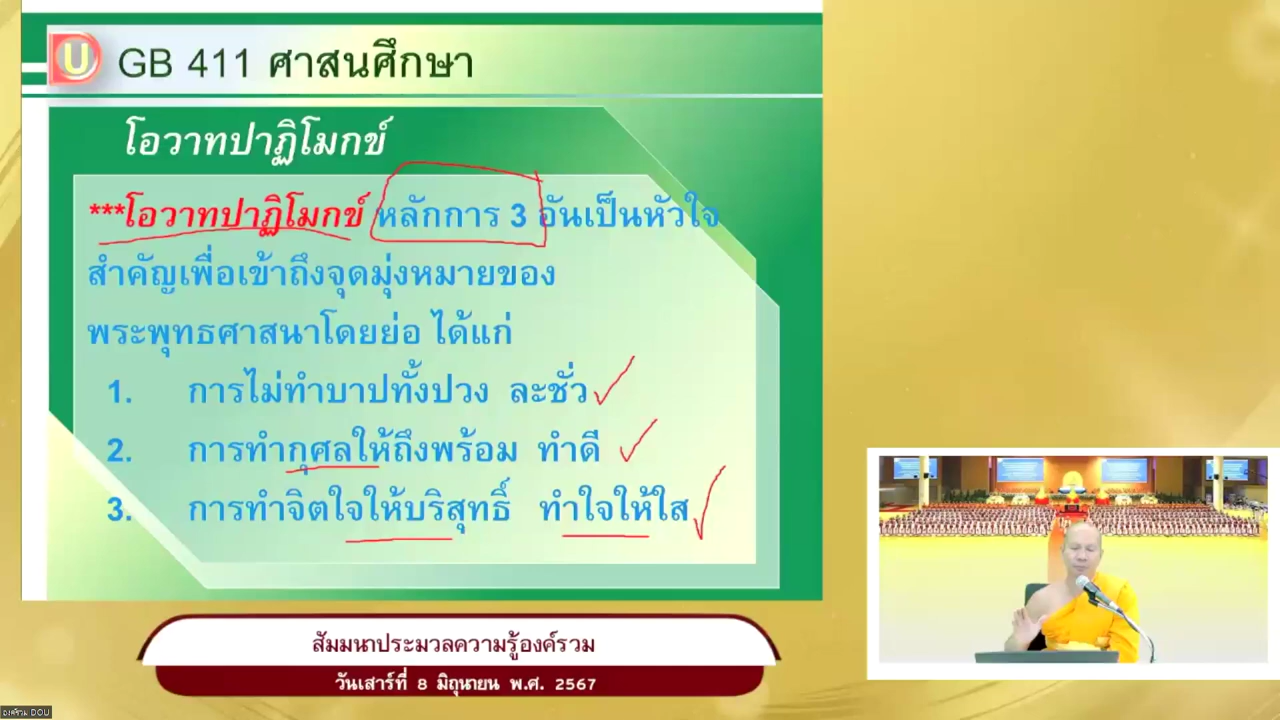 U
GB 411 ศาสนศึกษา
โอวาทปาฏิโมกข์
***โอวาทปาฏิโมกข์ หลักการ 3 อันเป็นหัวใจ
สำคัญเพื่อเข้าถึงจุดมุ่งหมายของ
พระพุทธศาสนาโดยย่อ ได้แก่
1. การไม่ทำบาปทั้งปวง ละชั่ว
2. การทำกุศลให้ถึงพร้อม ทำดี
3. การทำจิตใจให้บริสุทธิ์ ทำใจให้ใส
สัมมนาประมวลความรู้องค์รวม
วันเสาร์ที่ 8 มิถุนายน พ.ศ. 2567
DOU